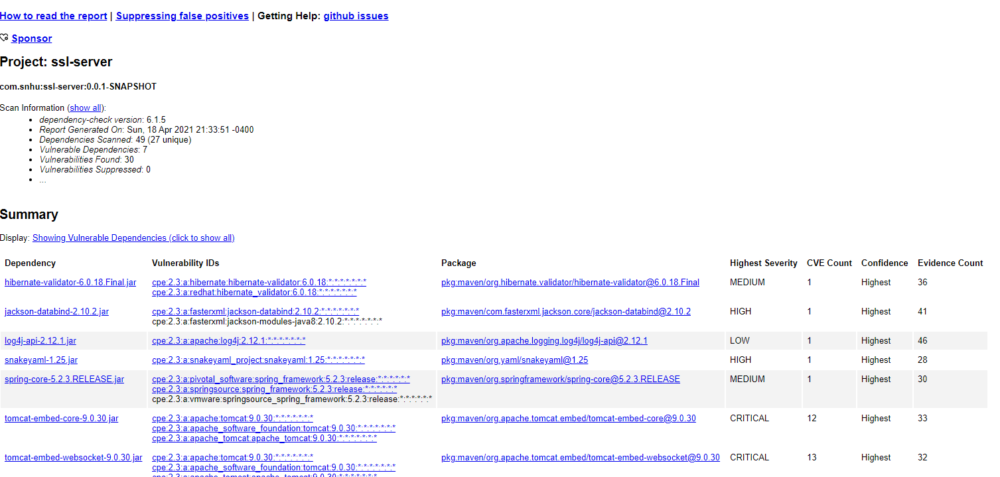 How to read the report | Suppressing false positives | Getting Help: github issues
Sponsor
Project: ssl-server
com.snhu:ssl-server:0.0.1-SNAPSHOT
Scan Information (show all):
• dependency-check version: 6.1.5
• Report Generated On: Sun, 18 Apr 2021 21:33:51 -0400
• Dependencies Scanned: 49 (27 unique)
• Vulnerable Dependencies: 7
• Vulnerabilities Found: 30
• Vulnerabilities Suppressed: 0
• ...
Summary
Display: Showing Vulnerable Dependencies (click to show all)
Dependency Vulnerability IDs Package Highest Severity CVE Count Confidence Evidence Count
hibernate-validator-6.0.18.Final.jar cpe:2.3:a:hibernate:hibernate-validator:6.0.18:*:*:*:*:*:*:* pkg:maven/org.hibernate.validator/hibernate-validator@6.0.18.Final MEDIUM 1 Highest 36
cpe:2.3:a:redhat:hibernate_validator:6.0.18:*:*:*:*:*:*:*
jackson-databind-2.10.2.jar cpe:2.3:a:fasterxml:jackson-databind:2.10.2:*:*:*:*:*:*:* pkg:maven/com.fasterxml.jackson.core/jackson-databind@2.10.2 HIGH 1 Highest 41
cpe:2.3:a:fasterxml:jackson-modules-java8:2.10.2:*:*:*:*:*:*:*
log4j-api-2.12.1.jar cpe:2.3:a:apache:log4j:2.12.1:*:*:*:*:*:*:* pkg:maven/org.apache.logging.log4j/log4j-api@2.12.1 LOW 1 Highest 46
snakeyaml-1.25.jar cpe:2.3:a:snakeyaml_project:snakeyaml:1.25:*:*:*:*:*:*:* pkg:maven/org.yaml/snakeyaml@1.25 HIGH 1 Highest 28
spring-core-5.2.3.RELEASE.jar cpe:2.3:a:pivotal_software:spring_framework:5.2.3:release:*:*:*:*:*:* pkg:maven/org.springframework/spring-core@5.2.3.RELEASE MEDIUM 1 Highest 30
cpe:2.3:a:springsource:spring_framework:5.2.3:release:*:*:*:*:*:*
cpe:2.3:a:vmware:springsource_spring_framework:5.2.3:release:*:*:*:*:*:*
tomcat-embed-core-9.0.30.jar cpe:2.3:a:apache:tomcat:9.0.30:*:*:*:*:*:*:* pkg:maven/org.apache.tomcat.embed/tomcat-embed-core@9.0.30 CRITICAL 12 Highest 33
cpe:2.3:a:apache_software_foundation:tomcat:9.0.30:*:*:*:*:*:*:*
cpe:2.3:a:apache_tomcat:apache_tomcat:9.0.30:*:*:*:*:*:*:*
tomcat-embed-websocket-9.0.30.jar cpe:2.3:a:apache:tomcat:9.0.30:*:*:*:*:*:*:* pkg:maven/org.apache.tomcat.embed/tomcat-embed-websocket@9.0.30 CRITICAL 13 Highest 32
cpe:2.3:a:apache_software_foundation:tomcat:9.0.30:*:*:*:*:*:*:*
cpe:2.3:a:apache_tomcat:apache_tomcat:9.0.30:*:*:*:*:*:*:*